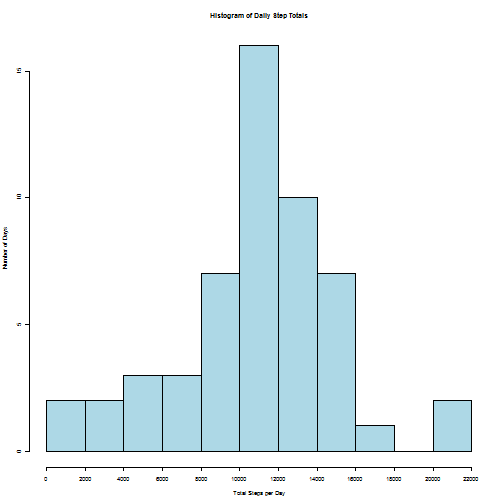 Histogram of Daily Step Totals
15
10
5
0
Number of Days
0 2000 4000 6000 8000 10000 12000 14000 16000 18000 20000 22000
Total Steps per Day